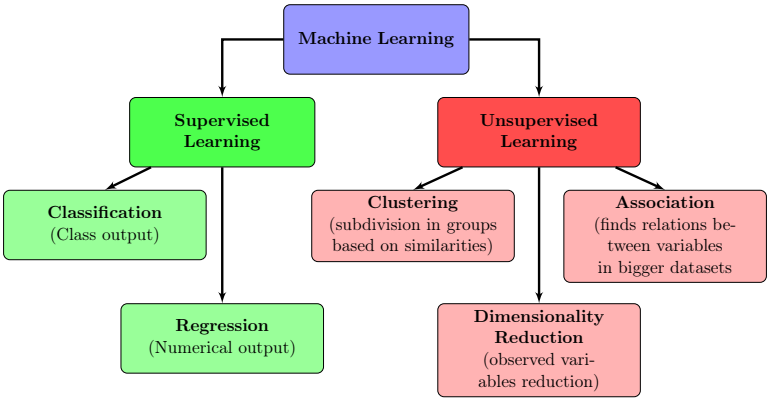 Machine Learning
Supervised
Learning
Unsupervised
Learning
Classification
(Class output)
Clustering
(subdivision in groups
based on similarities)
Association
(finds relations be-
tween variables
in bigger datasets
Regression
(Numerical output)
Dimensionality
Reduction
(observed vari-
ables reduction)